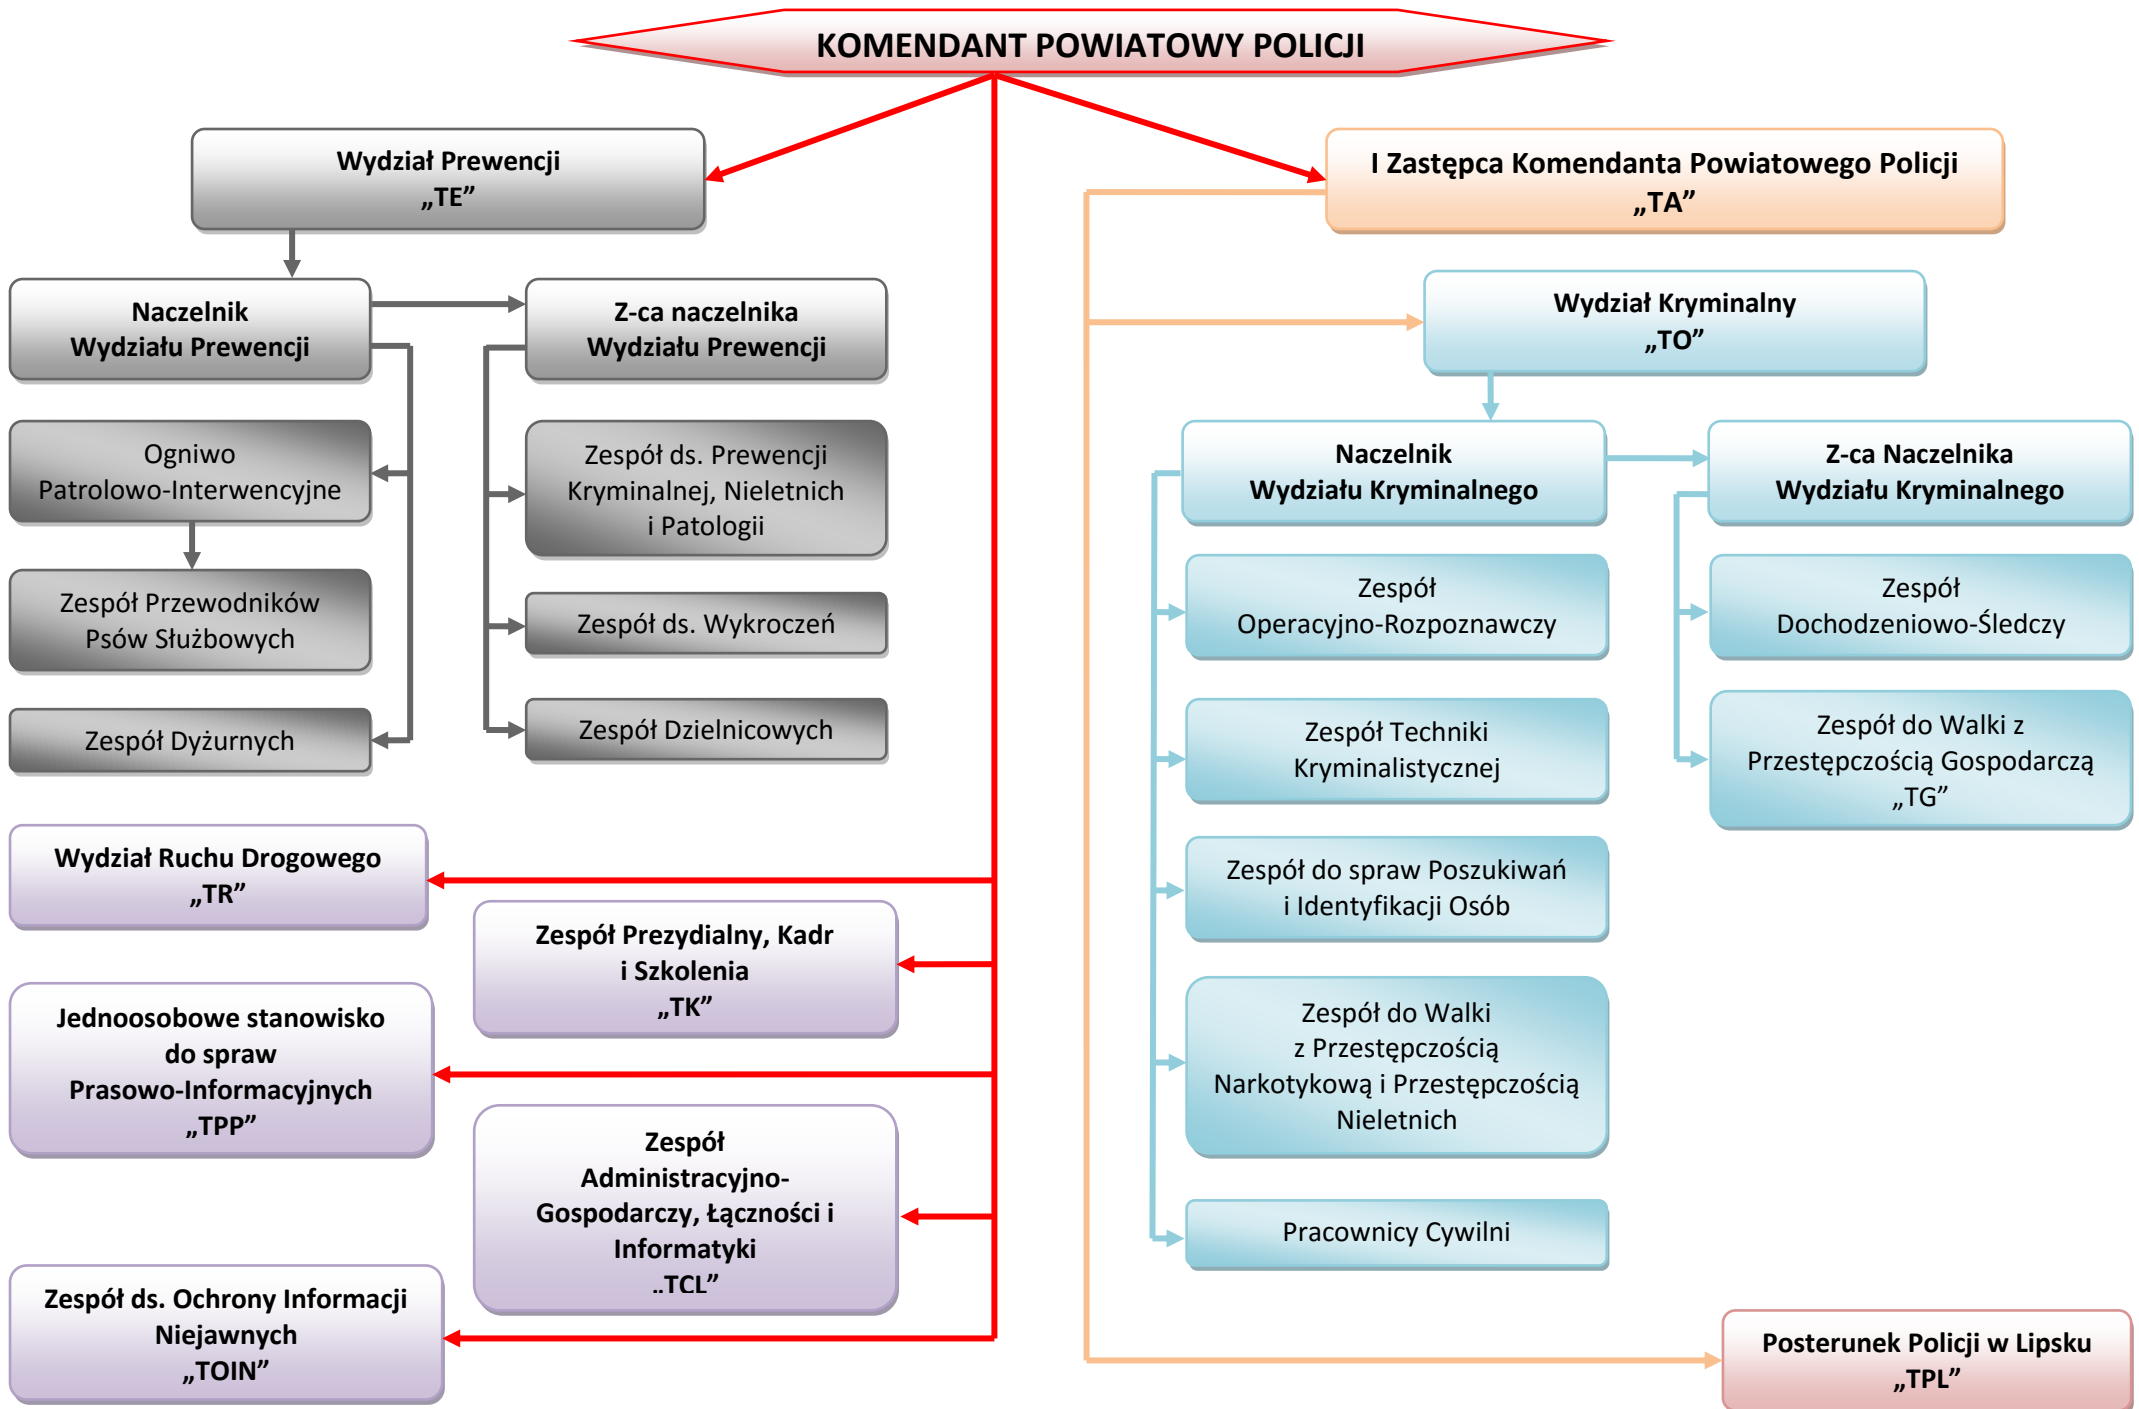 KOMENDANT POWIATOWY POLICJI
Wydział Prewencji
„TE”
I Zastępca Komendanta Powiatowego Policji
„TA”
Naczelnik
Wydziału Prewencji
Z-ca naczelnika
Wydziału Prewencji
Ogniwo
Patrolowo-Interwencyjne
Zespół Przewodników
Psów Służbowych
Zespół Dyżurnych
Zespół ds. Prewencji
Kryminalnej, Nieletnich
i Patologii
Zespół ds. Wykroczeń
Zespół Dzielnicowych
Wydział Kryminalny
„TO”
Naczelnik
Wydziału Kryminalnego
Z-ca Naczelnika
Wydziału Kryminalnego
Zespół
Operacyjno-Rozpoznawczy
Zespół Techniki
Kryminalistycznej
Zespół do spraw Poszukiwań
i Identyfikacji Osób
Zespół do Walki
z Przestępczością
Narkotykową i Przestępczością
Nieletnich
Pracownicy Cywilni
Zespół
Dochodzeniowo-Śledczy
Zespół do Walki z
Przestępczością Gospodarczą
„TG”
Wydział Ruchu Drogowego
„TR”
Zespół Prezydialny, Kadr
i Szkolenia
„TK”
Jednoosobowe stanowisko
do spraw
Prasowo-Informacyjnych
„TPP”
Zespół
Administracyjno-
Gospodarczy, Łączności i
Informatyki
„TCL”
Zespół ds. Ochrony Informacji
Niejawnych
„TOIN”
Posterunek Policji w Lipsku
„TPL”